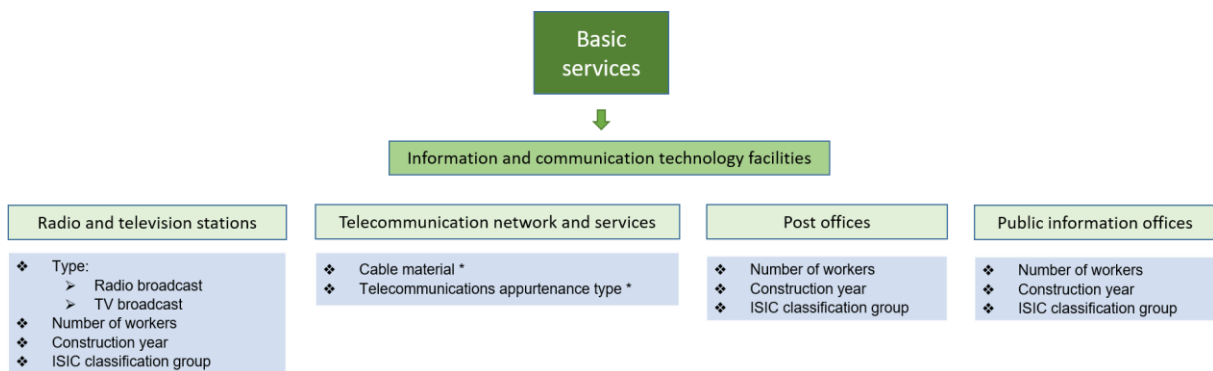 Basic
services
Information and communication technology facilities
Radio and television stations
❖ Type:
➢ Radio broadcast
➢ TV broadcast
❖ Number of workers
❖ Construction year
❖ ISIC classification group
Telecommunication network and services
❖ Cable material *
❖ Telecommunications appurtenance type *
Post offices
❖ Number of workers
❖ Construction year
❖ ISIC classification group
Public information offices
❖ Number of workers
❖ Construction year
❖ ISIC classification group